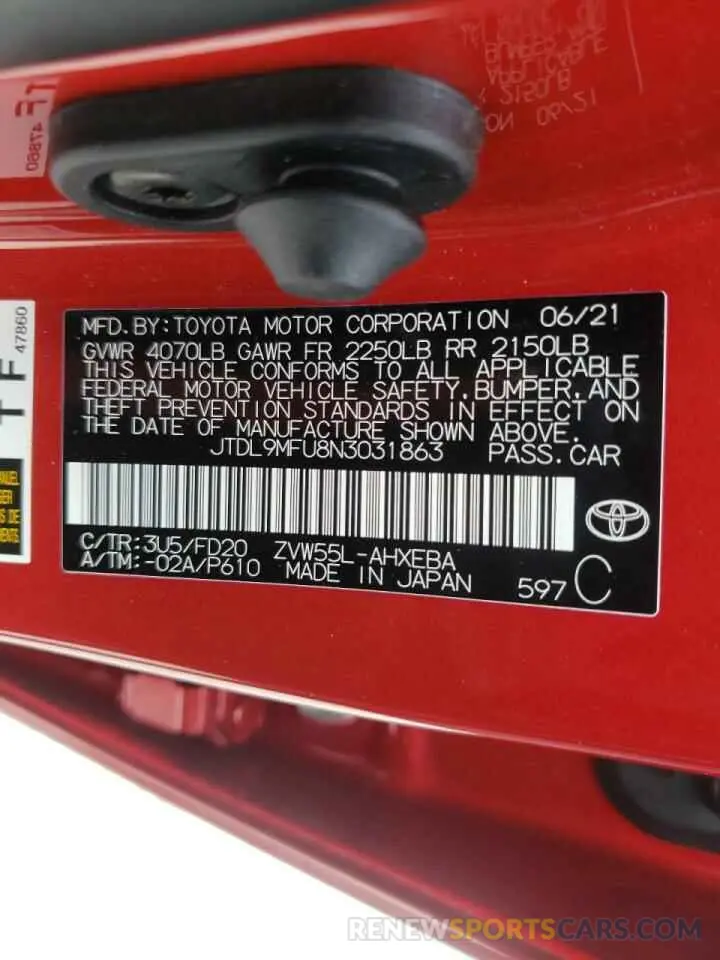 47860
47860
MFD.BY:TOYOTA MOTOR CORPORATION 06/21
GVWR 4070LB GAWR FR 2250LB RR 2150LB
THIS VEHICLE CONFORMS TO ALL APPLICABLE
FEDERAL MOTOR VEHICLE SAFETY,BUMPER,AND
THEFT PREVENTION STANDARDS IN EFFECT ON
THE DATE OF MANUFACTURE SHOWN ABOVE.
JTDL9MFU8N3031863 PASS.CAR
C/TR:3U5/FD20 ZVW55L-AHXEBA
A/TM:-02A/P610 MADE IN JAPAN
597 C
RENEWSPORTSCARS.COM